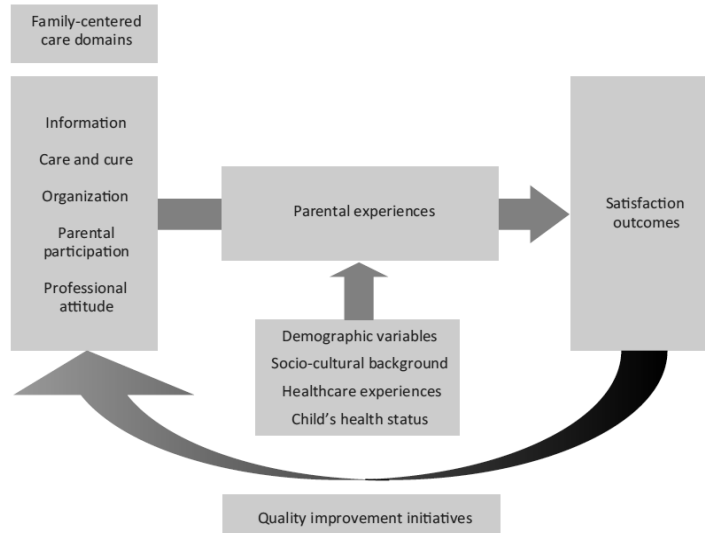 Family-centered
care domains
Information
Care and cure
Organization
Parental
participation
Professional
attitude
Parental experiences
Satisfaction
outcomes
Demographic variables
Socio-cultural background
Healthcare experiences
Child's health status
Quality improvement initiatives